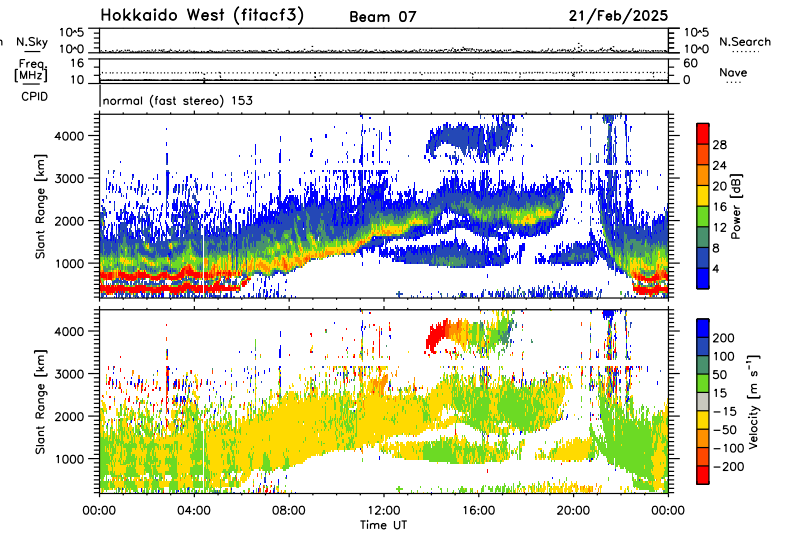 Hokkaido West (fitacf3) Beam 07 21/Feb/2025
N.Sky 10^5 10^0 10^5 10^0 N.Search
Freq. [MHz] 16 10 60 0 Nave
CPID normal (fast stereo) 153
Slant Range [km] 4000 3000 2000 1000
28 24 20 16 12 8 4 Power [dB]
Slant Range [km] 4000 3000 2000 1000
200 100 50 15 -15 -50 -100 -200 Velocity [m s⁻¹]
00:00 04:00 08:00 12:00 16:00 20:00 00:00
Time UT